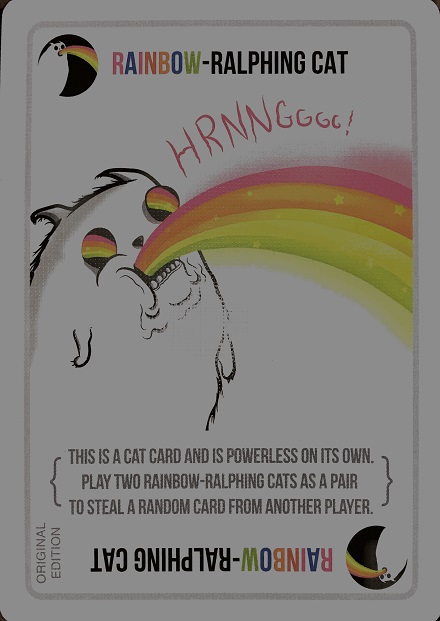 RAINBOW-RALPHING CAT
HRNNGGGG!
THIS IS A CAT CARD AND IS POWERLESS ON ITS OWN.
PLAY TWO RAINBOW-RALPHING CATS AS A PAIR
TO STEAL A RANDOM CARD FROM ANOTHER PLAYER.
ORIGINAL
EDITION
RAINBOW-RALPHING CAT